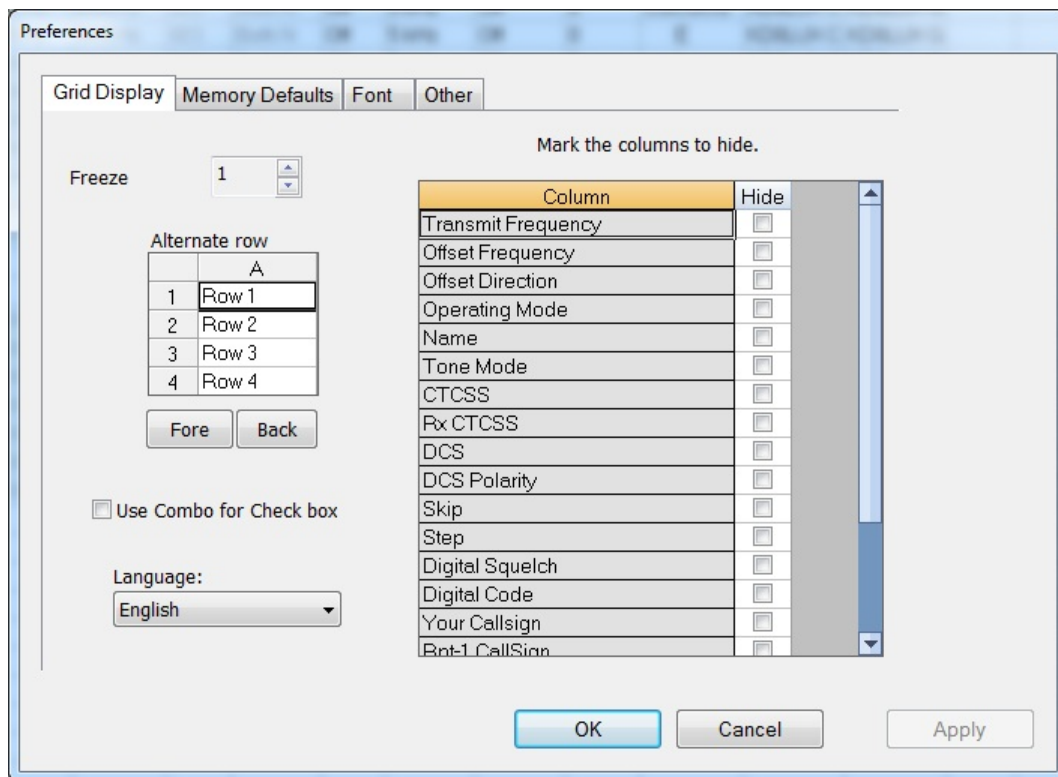 Preferences
Grid Display
Memory Defaults
Font
Other
Freeze
1
Alternate row
A
1 Row 1
2 Row 2
3 Row 3
4 Row 4
Fore
Back
Use Combo for Check box
Language:
English
Mark the columns to hide.
Column Hide
Transmit Frequency
Offset Frequency
Offset Direction
Operating Mode
Name
Tone Mode
CTCSS
Rx CTCSS
DCS
DCS Polarity
Skip
Step
Digital Squelch
Digital Code
Your Callsign
Rpt-1 CallSign
OK
Cancel
Apply